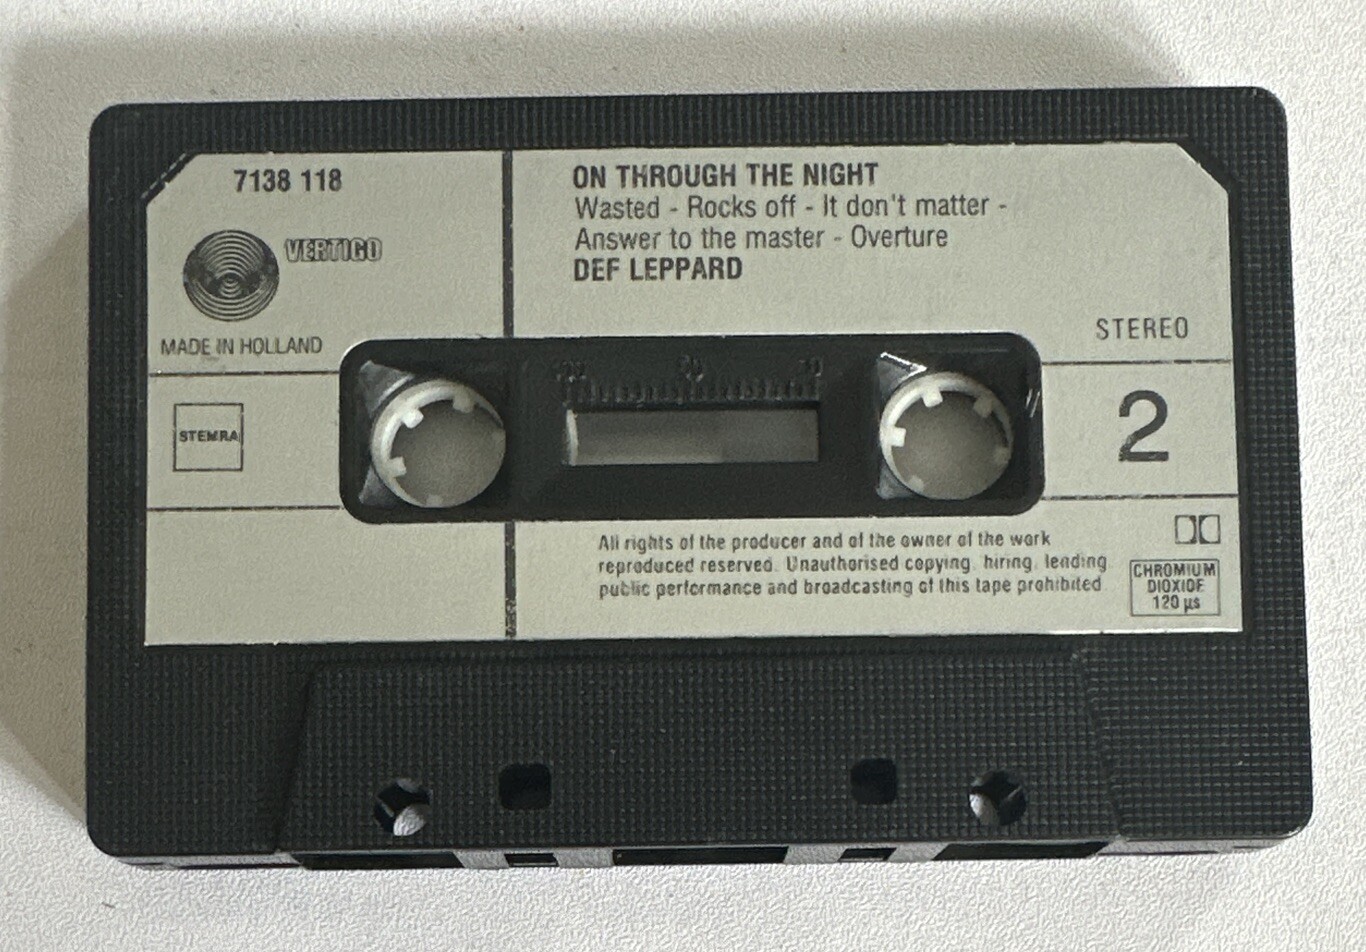 7138 118
VERTIGO
MADE IN HOLLAND
STEMRA
ON THROUGH THE NIGHT
Wasted - Rocks off - It don't matter -
Answer to the master - Overture
DEF LEPPARD
STEREO
2
All rights of the producer and of the owner of the work
reproduced reserved. Unauthorised copying, hiring, lending
public performance and broadcasting of this tape prohibited
CHROMIUM
DIOXIDE
120 µs